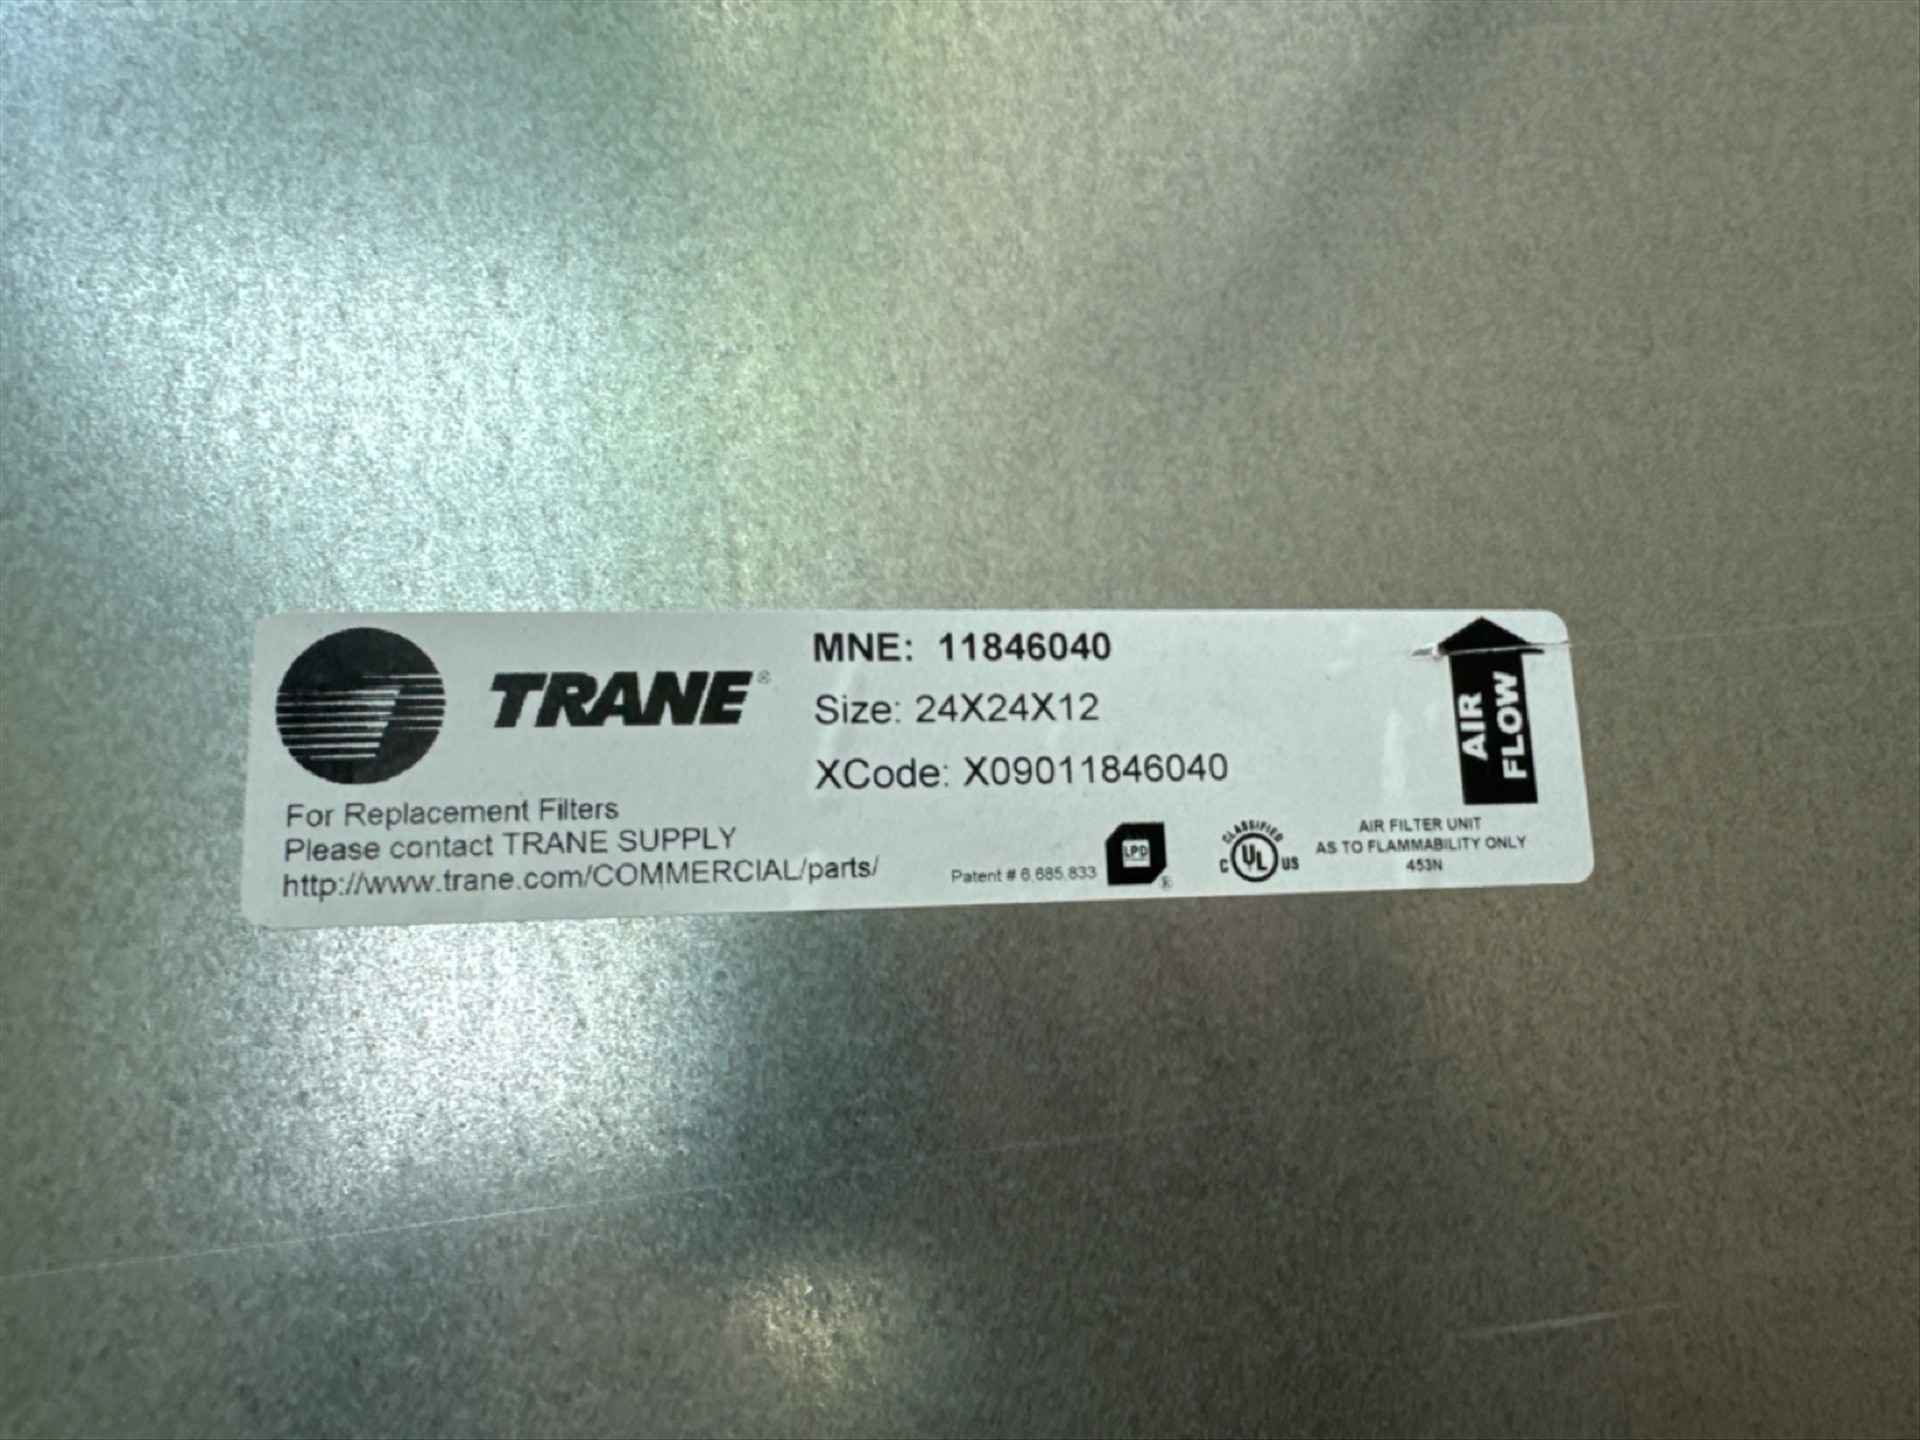 TRANE®
MNE: 11846040
Size: 24X24X12
XCode: X09011846040
For Replacement Filters
Please contact TRANE SUPPLY
http://www.trane.com/COMMERCIAL/parts/
Patent # 6,685,833
LPD
®
CLASSIFIED
C UL US
AIR FILTER UNIT
AS TO FLAMMABILITY ONLY
453N
AIR
FLOW